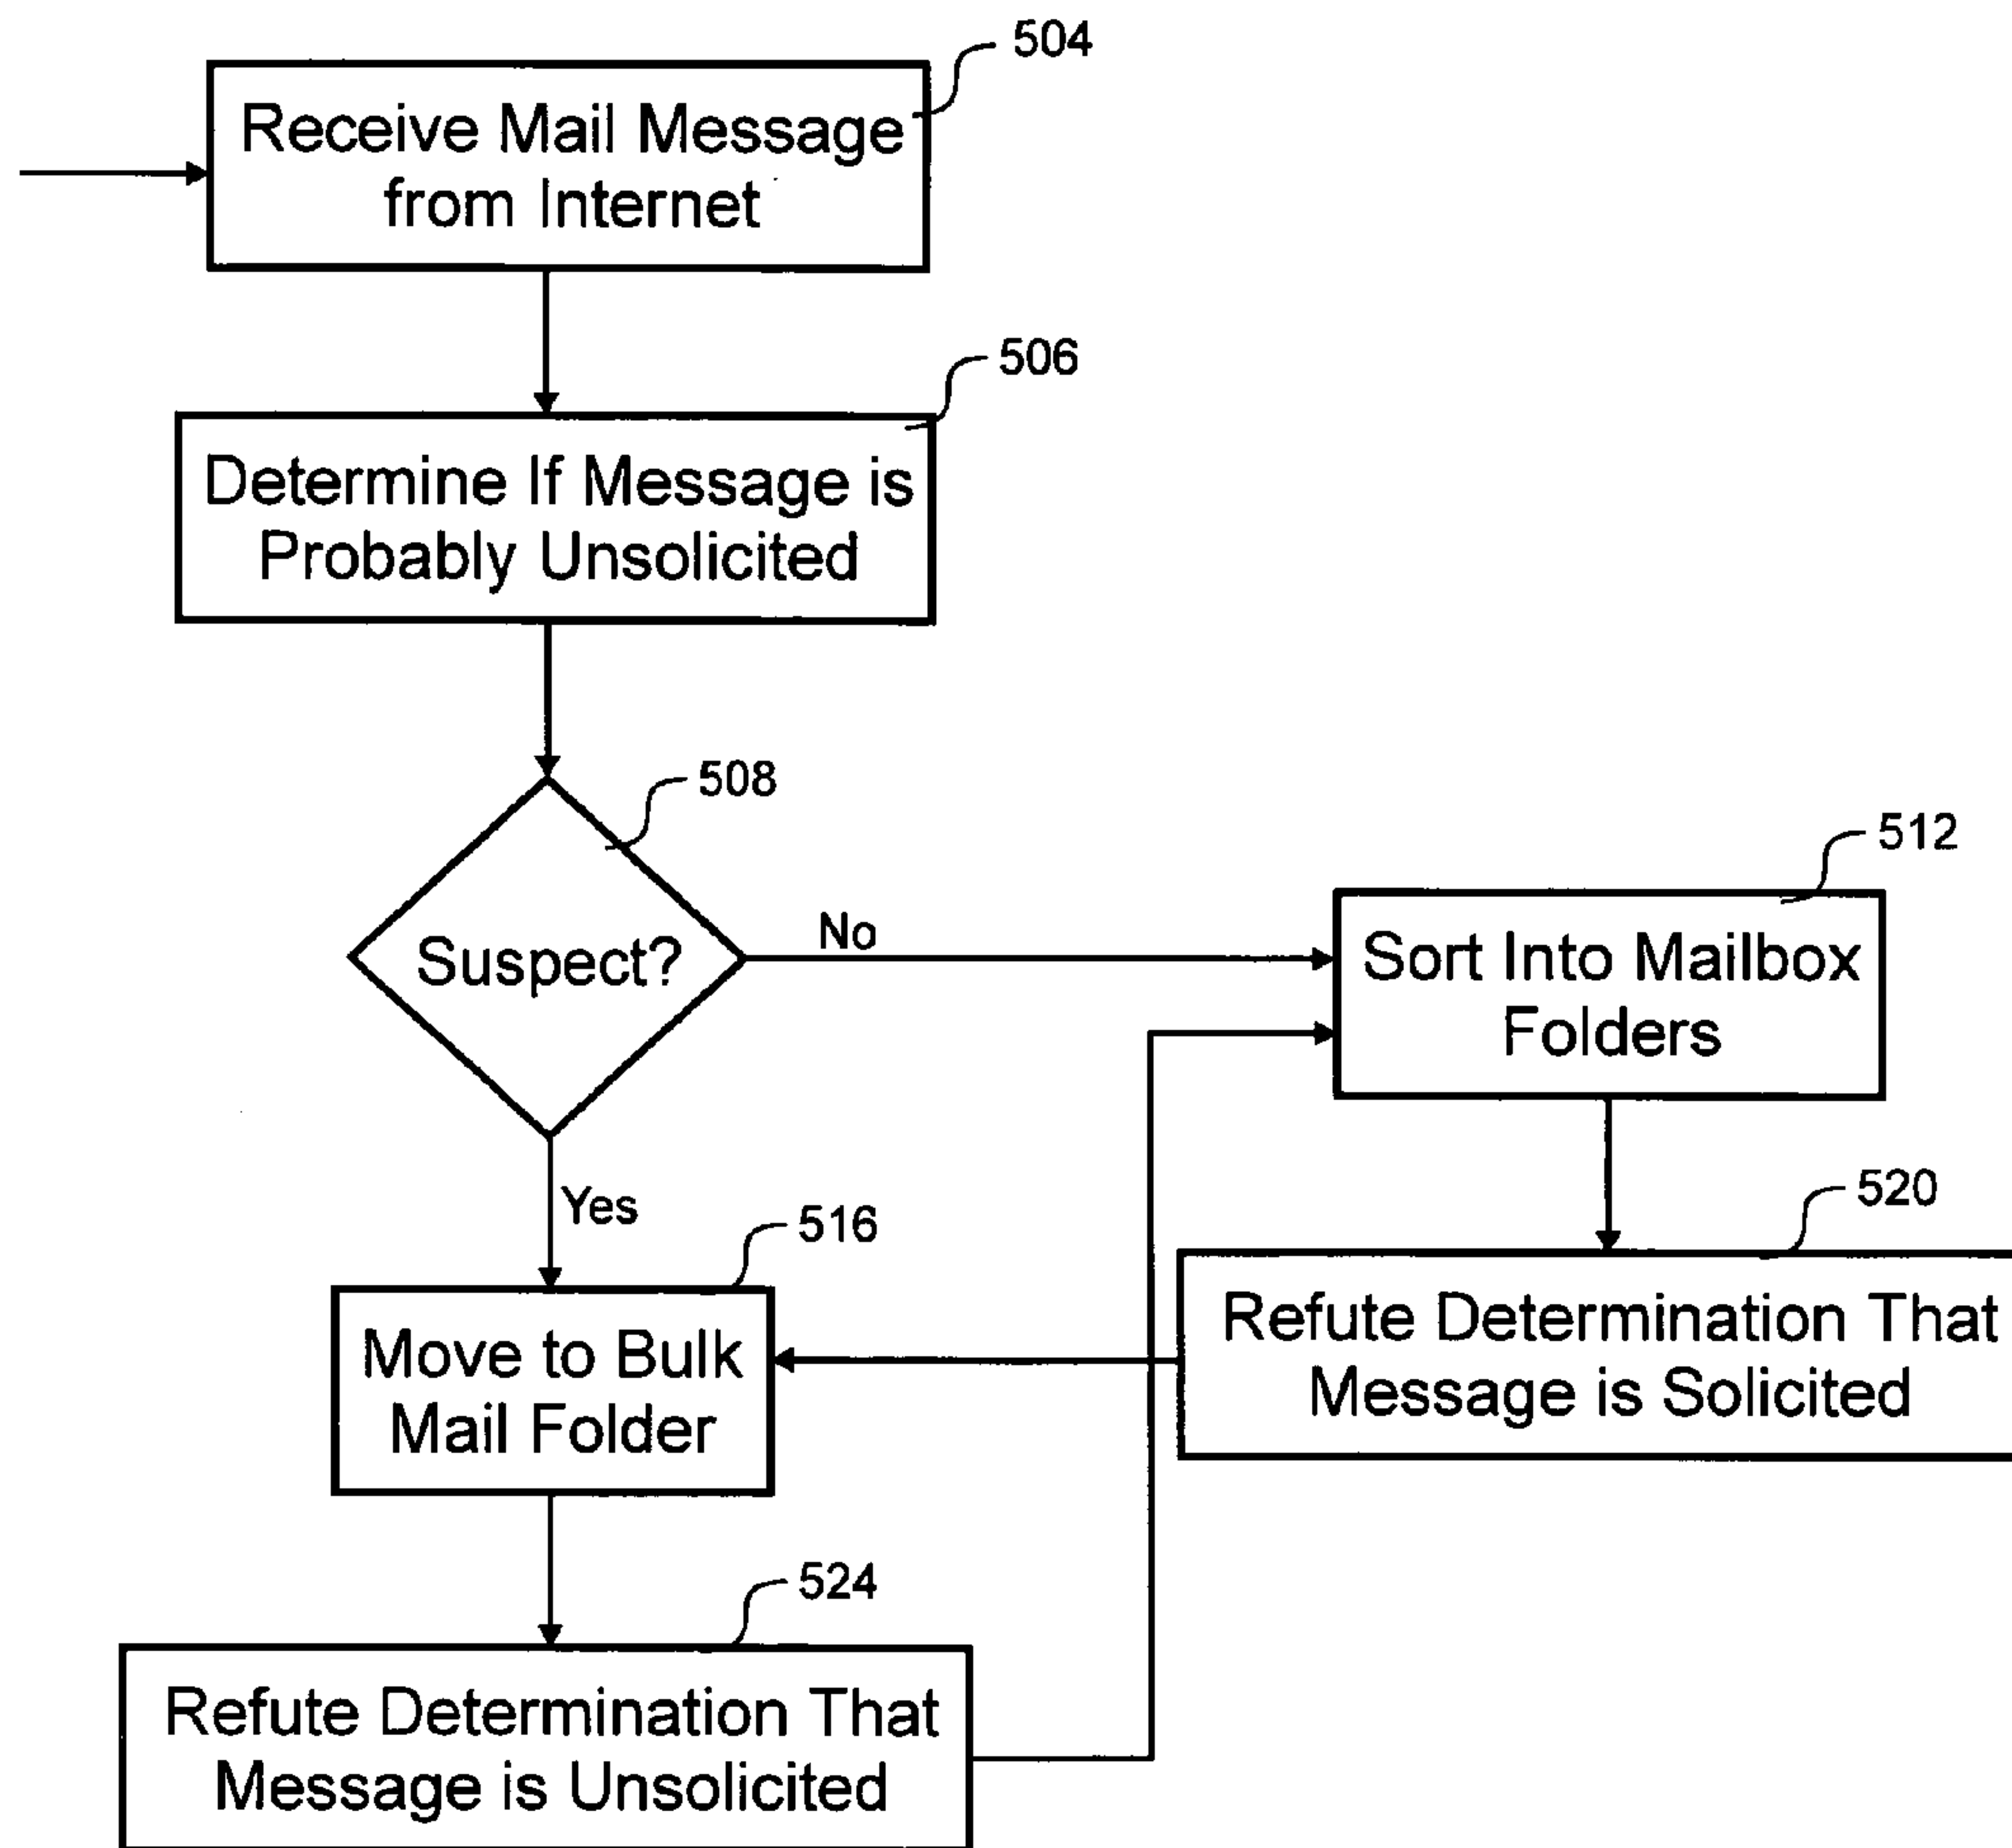 504
Receive Mail Message
from Internet
506
Determine If Message is
Probably Unsolicited
508
Suspect?
No
512
Sort Into Mailbox
Folders
Yes
516
Move to Bulk
Mail Folder
520
Refute Determination That
Message is Solicited
524
Refute Determination That
Message is Unsolicited